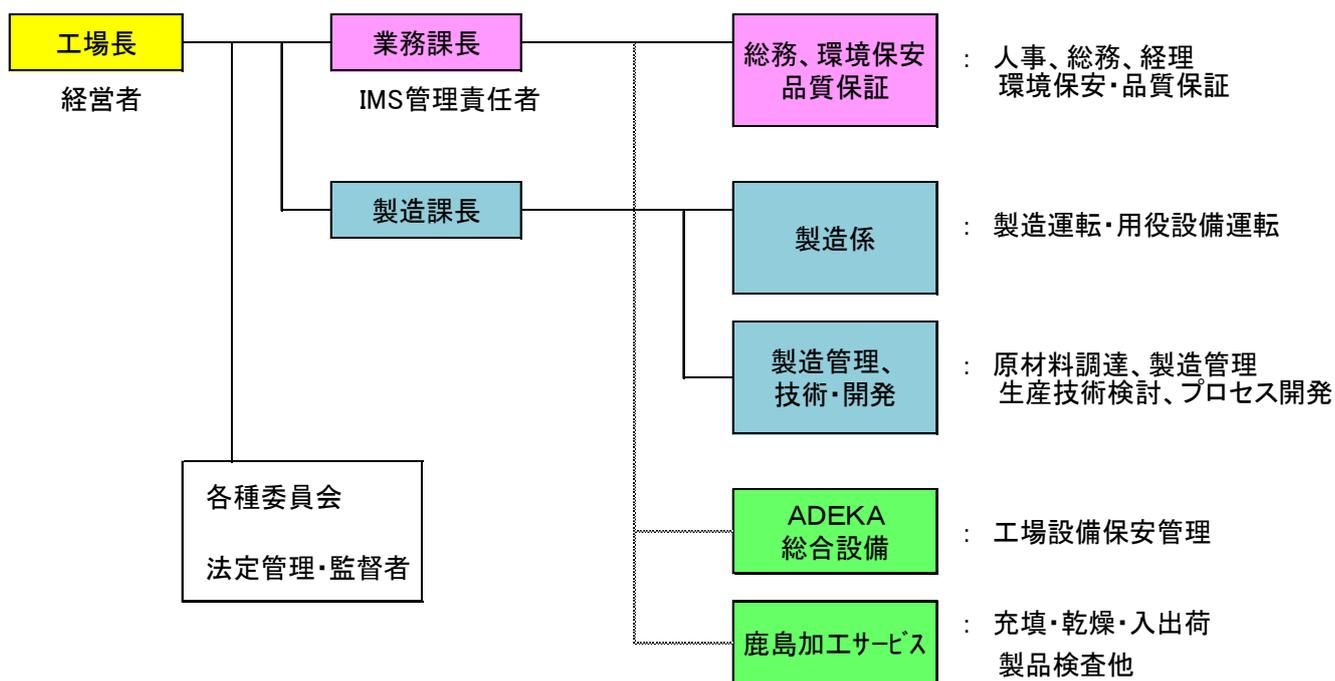 工場長
経営者
業務課長
IMS管理責任者
総務、環境保安
品質保証
： 人事、総務、経理
環境保安・品質保証
製造課長
製造係
： 製造運転・用役設備運転
製造管理、
技術・開発
： 原材料調達、製造管理
生産技術検討、プロセス開発
各種委員会
法定管理・監督者
ＡＤＥＫＡ
総合設備
： 工場設備保安管理
鹿島加工ｻｰﾋﾞｽ
： 充填・乾燥・入出荷
製品検査他